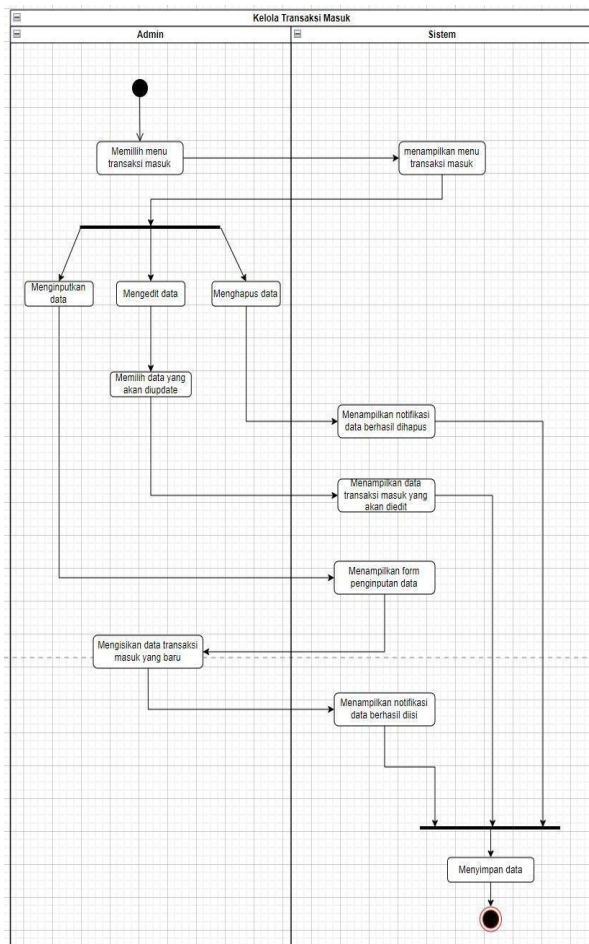 Kelola Transaksi Masuk
Admin
Sistem
Memillih menu
transaksi masuk
menampilkan menu
transaksi masuk
Menginputkan
data
Mengedit data
Menghapus data
Memilih data yang
akan diupdate
Menampilkan notifikasi
data berhasil dihapus
Menampilkan data
transaksi masuk yang
akan diedit
Menampilkan form
penginputan data
Mengisikan data transaksi
masuk yang baru
Menampilkan notifikasi
data berhasil diisi
Menyimpan data